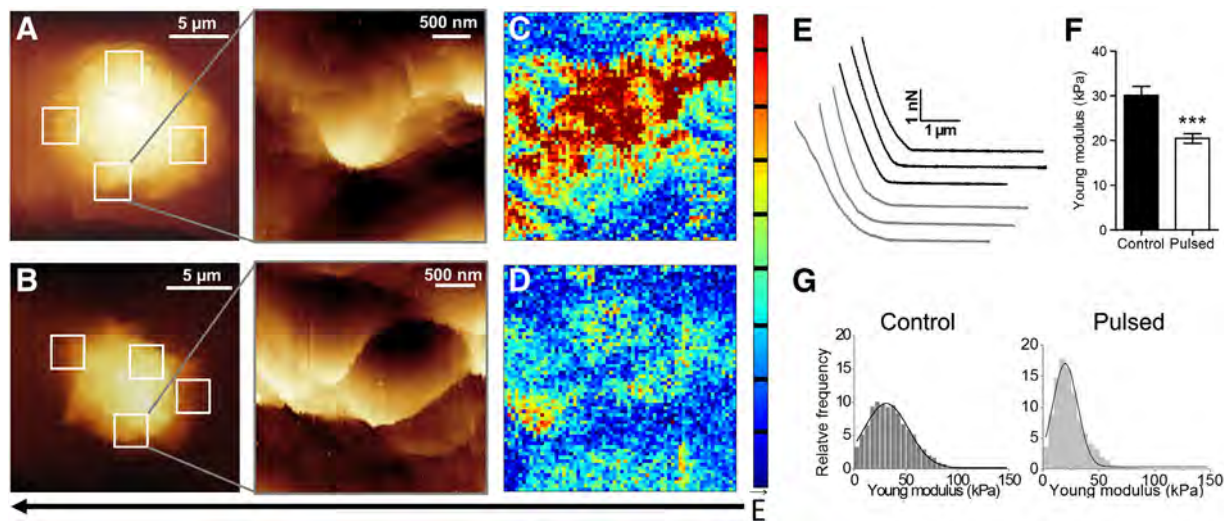 A
5 µm
500 nm
C
B
5 µm
500 nm
D
E
E
1 nN
1 µm
F
Young modulus (kPa)
40
30
20
10
0
***
Control
Pulsed
G
Control
Pulsed
Relatve frequency
20
15
10
5
0
0
50
100
150
Young modulus (kPa)
20
15
10
5
0
0
50
100
150
Young modulus (kPa)